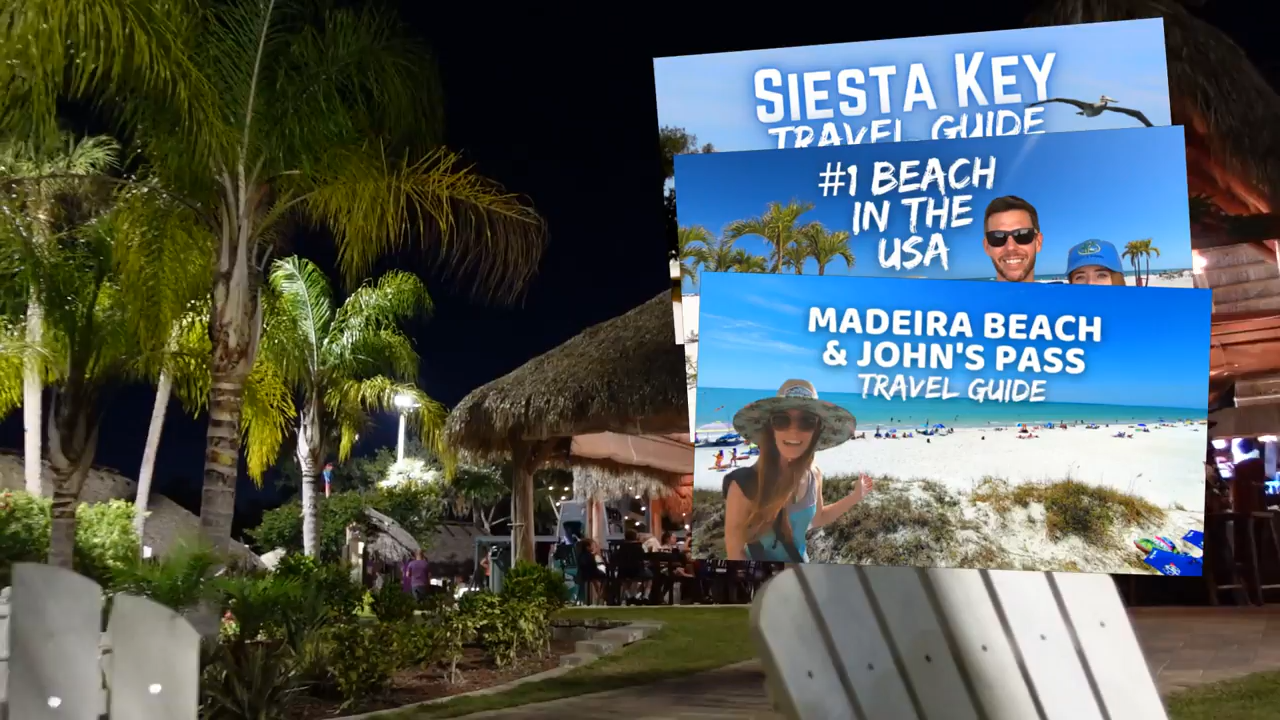 SIESTA KEY
TRAVEL GUIDE
#1 BEACH
IN THE
USA
MADEIRA BEACH
& JOHN'S PASS
TRAVEL GUIDE